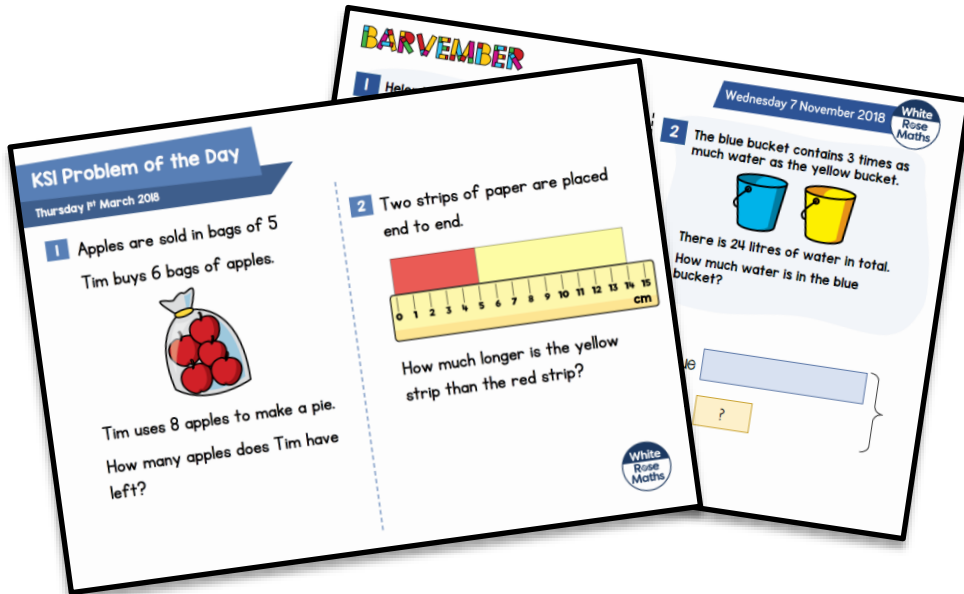 KS1 Problem of the Day
Thursday 1st March 2018
1 Apples are sold in bags of 5
Tim buys 6 bags of apples.
Tim uses 8 apples to make a pie.
How many apples does Tim have
left?
2 Two strips of paper are placed
end to end.
0 1 2 3 4 5 6 7 8 9 10 11 12 13 14 15
cm
How much longer is the yellow
strip than the red strip?
White
Rose
Maths
BARVEMBER
Wednesday 7 November 2018
White
Rose
Maths
1
2 The blue bucket contains 3 times as
much water as the yellow bucket.
There is 24 litres of water in total.
How much water is in the blue
bucket?
?